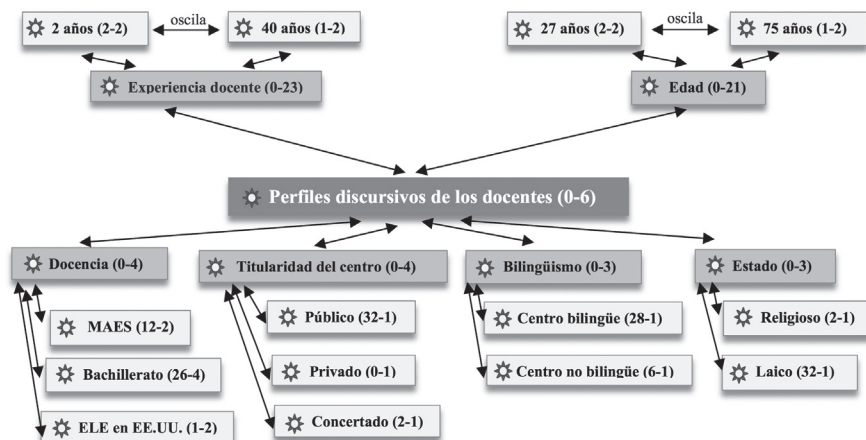 2 años (2-2) oscila 40 años (1-2) 27 años (2-2) oscila 75 años (1-2)
Experiencia docente (0-23) Edad (0-21)
Perfiles discursivos de los docentes (0-6)
Docencia (0-4) Titularidad del centro (0-4) Bilingüismo (0-3) Estado (0-3)
MAES (12-2) Público (32-1) Centro bilingüe (28-1) Religioso (2-1)
Bachillerato (26-4) Privado (0-1) Centro no bilingüe (6-1) Laico (32-1)
ELE en EE.UU. (1-2) Concertado (2-1)